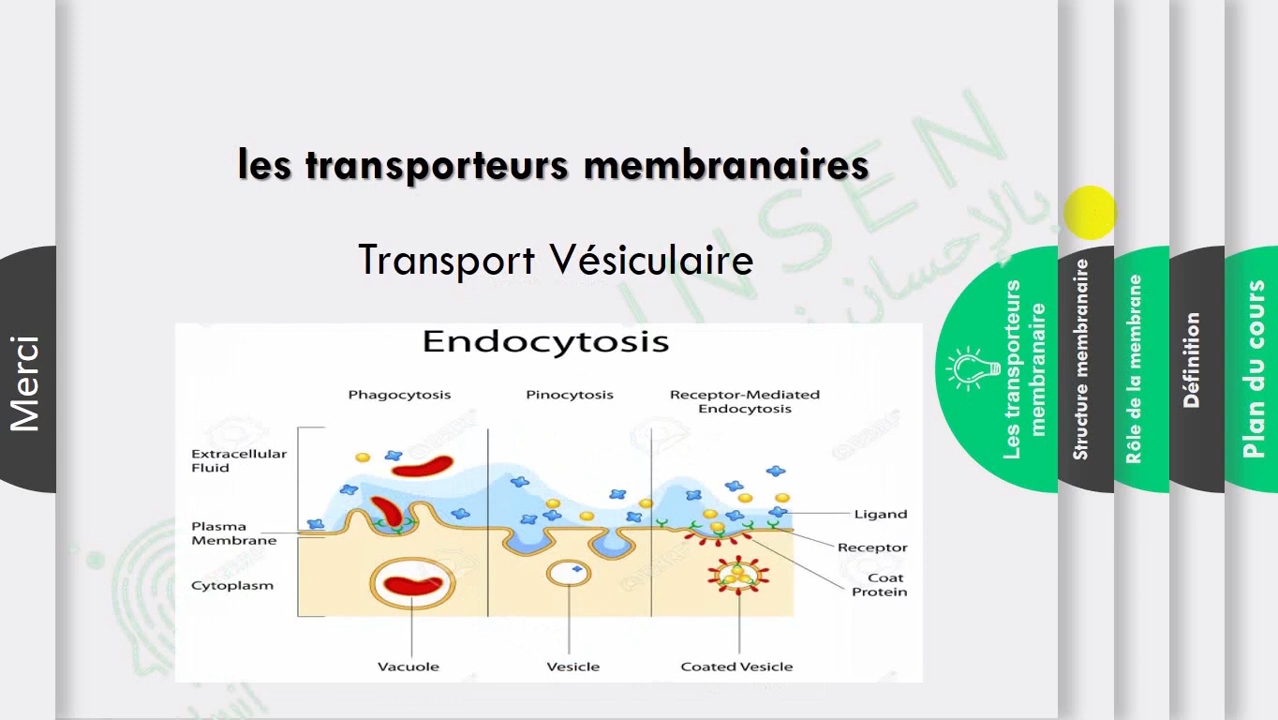 les transporteurs membranaires
Transport Vésiculaire
Endocytosis
Phagocytosis
Pinocytosis
Receptor-Mediated
Endocytosis
Extracellular
Fluid
Plasma
Membrane
Cytoplasm
Ligand
Receptor
Coat
Protein
Vacuole
Vesicle
Coated Vesicle
Merci
Les transporteurs
membranaire
Structure membranaire
Rôle de la membrane
Définition
Plan du cours
INSEN
بالإحسان